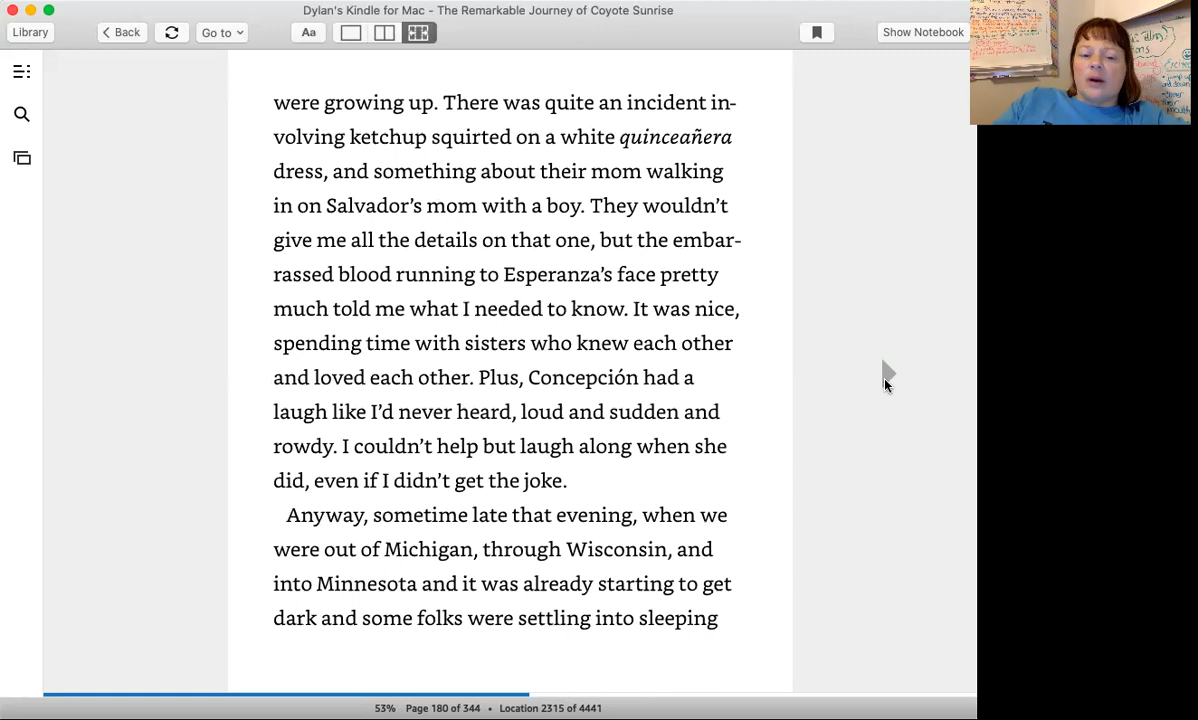 Dylan's Kindle for Mac - The Remarkable Journey of Coyote Sunrise
Library
Back
Go to
Aa
Show Notebook
were growing up. There was quite an incident in-
volving ketchup squirted on a white quinceañera
dress, and something about their mom walking
in on Salvador’s mom with a boy. They wouldn’t
give me all the details on that one, but the embar-
rassed blood running to Esperanza’s face pretty
much told me what I needed to know. It was nice,
spending time with sisters who knew each other
and loved each other. Plus, Concepción had a
laugh like I’d never heard, loud and sudden and
rowdy. I couldn’t help but laugh along when she
did, even if I didn’t get the joke.
Anyway, sometime late that evening, when we
were out of Michigan, through Wisconsin, and
into Minnesota and it was already starting to get
dark and some folks were settling into sleeping
53% Page 180 of 344 • Location 2315 of 4441